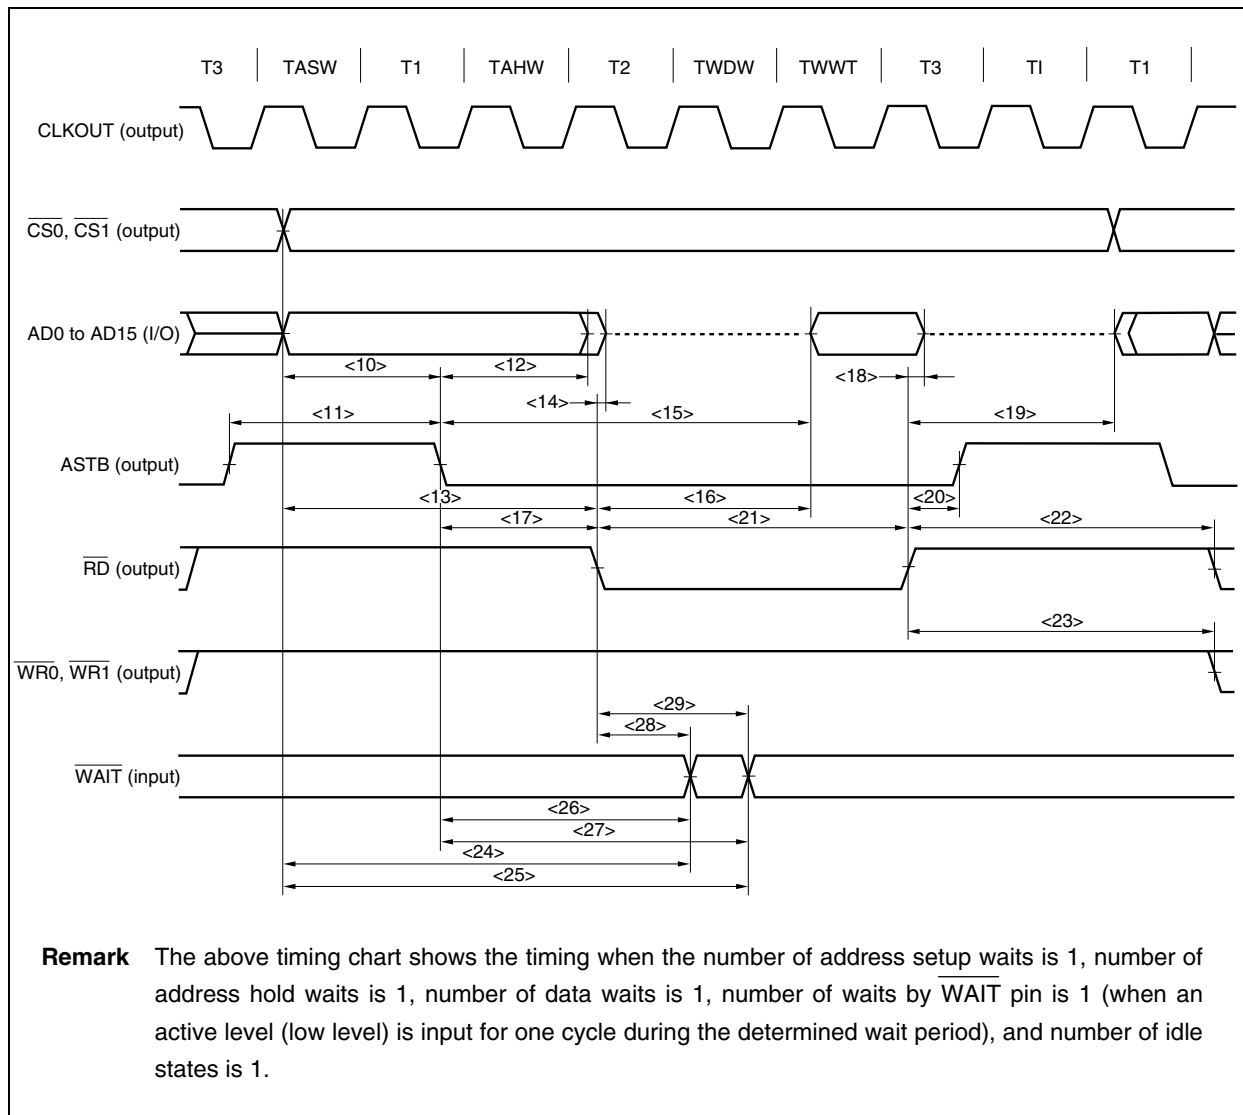 T3 TASW T1 TAHW T2 TWDW TWWT T3 TI T1
CLKOUT (output)
CS0, CS1 (output)
AD0 to AD15 (I/O)
<10> <12> <18>
<14>
<11> <15> <19>
ASTB (output)
<13> <16> <20>
<17> <21> <22>
RD (output)
<23>
WR0, WR1 (output)
<29>
<28>
WAIT (input)
<26>
<27>
<24>
<25>
Remark The above timing chart shows the timing when the number of address setup waits is 1, number of
address hold waits is 1, number of data waits is 1, number of waits by WAIT pin is 1 (when an
active level (low level) is input for one cycle during the determined wait period), and number of idle
states is 1.